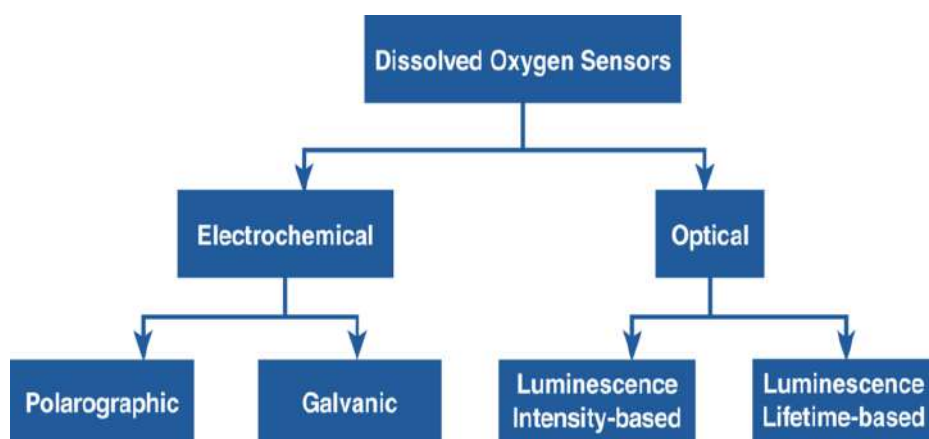 Dissolved Oxygen Sensors
Electrochemical
Optical
Polarographic
Galvanic
Luminescence
Intensity-based
Luminescence
Lifetime-based